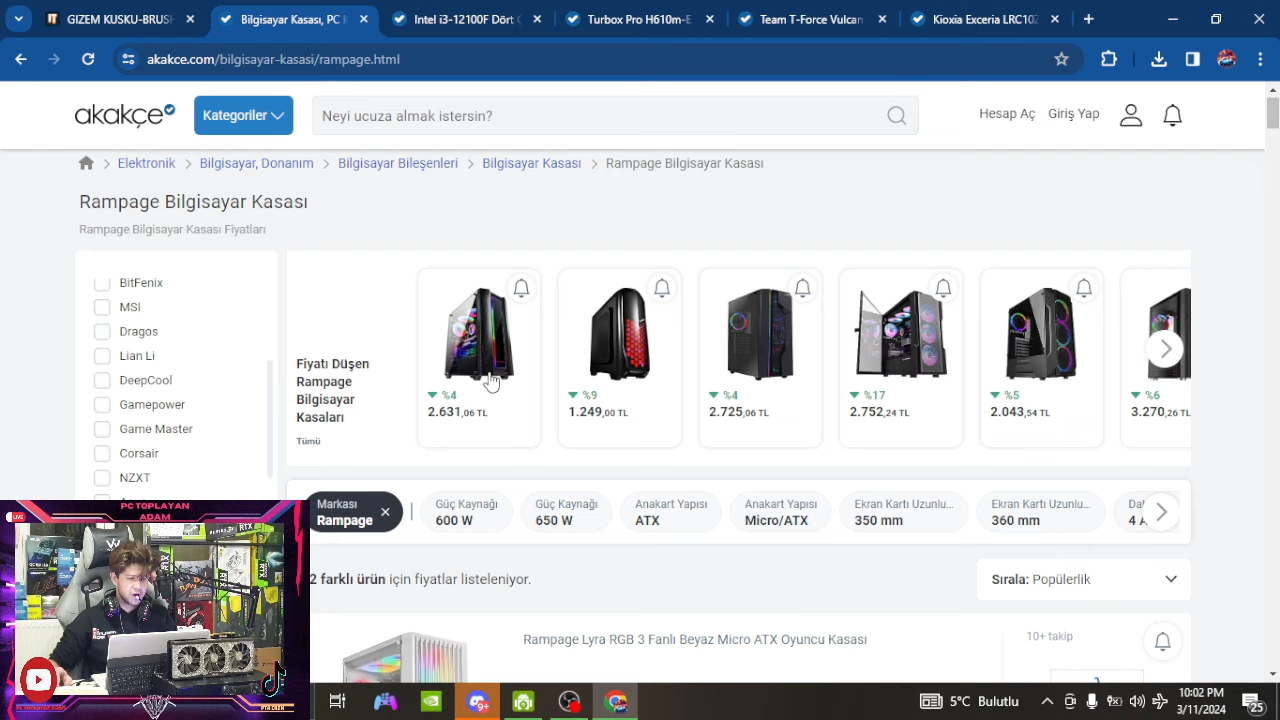 GIZEM KUSKU-BRUSH
Bilgisayar Kasası, PC K
Intel i3-12100F Dört Ç
Turbox Pro H610m-E
Team T-Force Vulcan
Kioxia Exceria LRC10Z
akakce.com/bilgisayar-kasasi/rampage.html
akakçe
Kategoriler
Neyi ucuza almak istersin?
Hesap Aç
Giriş Yap
Elektronik
Bilgisayar, Donanım
Bilgisayar Bileşenleri
Bilgisayar Kasası
Rampage Bilgisayar Kasası
Rampage Bilgisayar Kasası
Rampage Bilgisayar Kasası Fiyatları
BitFenix
MSI
Dragos
Lian Li
DeepCool
Gamepower
Game Master
Corsair
NZXT
Fiyatı Düşen
Rampage
Bilgisayar
Kasaları
Tümü
%4
2.631,06 TL
%9
1.249,00 TL
%4
2.725,06 TL
%17
2.752,24 TL
%5
2.043,54 TL
%6
3.270,26 TL
Markası
Rampage
Güç Kaynağı
600 W
Güç Kaynağı
650 W
Anakart Yapısı
ATX
Anakart Yapısı
Micro/ATX
Ekran Kartı Uzunlu...
350 mm
Ekran Kartı Uzunlu...
360 mm
2 farklı ürün için fiyatlar listeleniyor.
Sırala: Popülerlik
Rampage Lyra RGB 3 Fanlı Beyaz Micro ATX Oyuncu Kasası
10+ takip
LIVE
PC TOPLAYAN
ADAM
PTA CREW
5°C Bulutlu
10:02 PM
3/11/2024
25